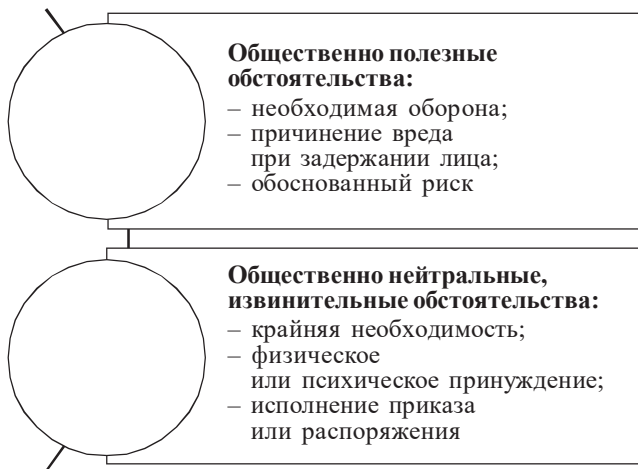 Общественно полезные
обстоятельства:
– необходимая оборона;
– причинение вреда
при задержании лица;
– обоснованный риск
Общественно нейтральные,
извинительные обстоятельства:
– крайняя необходимость;
– физическое
или психическое принуждение;
– исполнение приказа
или распоряжения